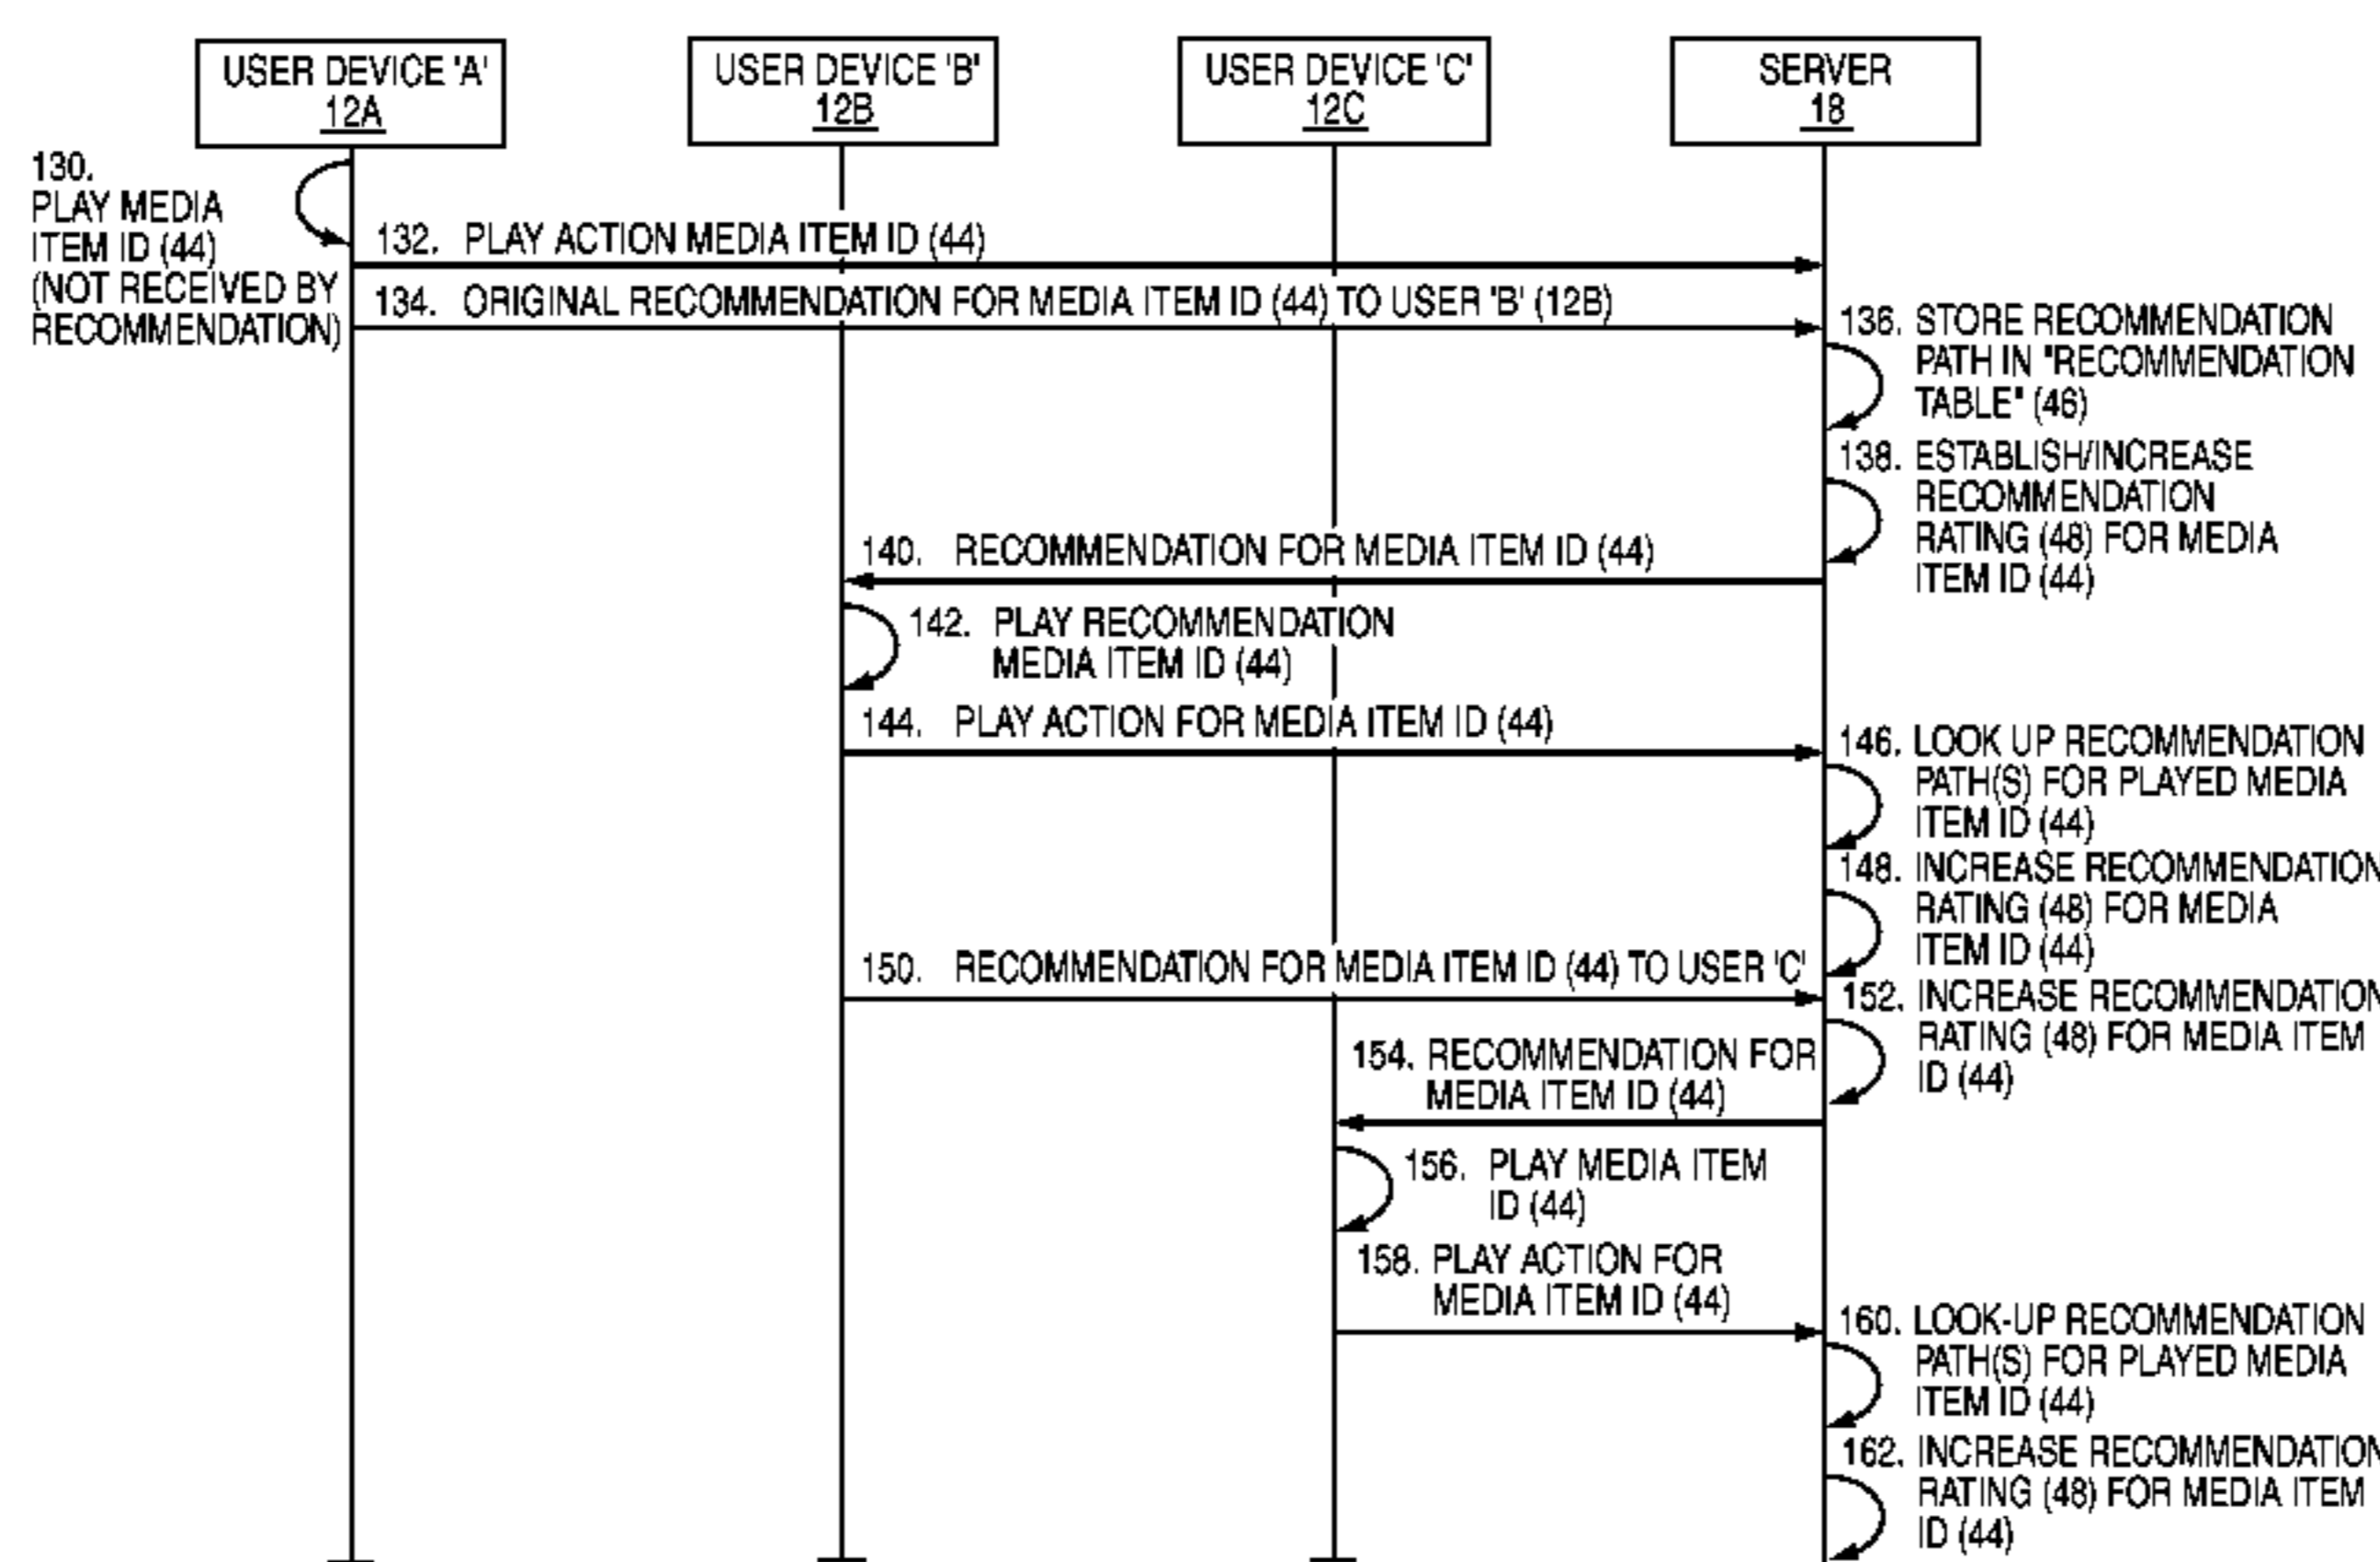 USER DEVICE 'A'
12A
USER DEVICE 'B'
12B
USER DEVICE 'C'
12C
SERVER
18
130.
PLAY MEDIA
ITEM ID (44)
(NOT RECEIVED BY
RECOMMENDATION)
132. PLAY ACTION MEDIA ITEM ID (44)
134. ORIGINAL RECOMMENDATION FOR MEDIA ITEM ID (44) TO USER 'B' (12B)
136. STORE RECOMMENDATION
PATH IN "RECOMMENDATION
TABLE" (46)
138. ESTABLISH/INCREASE
RECOMMENDATION
RATING (48) FOR MEDIA
ITEM ID (44)
140. RECOMMENDATION FOR MEDIA ITEM ID (44)
142. PLAY RECOMMENDATION
MEDIA ITEM ID (44)
144. PLAY ACTION FOR MEDIA ITEM ID (44)
146. LOOK UP RECOMMENDATION
PATH(S) FOR PLAYED MEDIA
ITEM ID (44)
148. INCREASE RECOMMENDATION
RATING (48) FOR MEDIA
ITEM ID (44)
150. RECOMMENDATION FOR MEDIA ITEM ID (44) TO USER 'C'
152. INCREASE RECOMMENDATION
RATING (48) FOR MEDIA ITEM
ID (44)
154. RECOMMENDATION FOR
MEDIA ITEM ID (44)
156. PLAY MEDIA ITEM
ID (44)
158. PLAY ACTION FOR
MEDIA ITEM ID (44)
160. LOOK-UP RECOMMENDATION
PATH(S) FOR PLAYED MEDIA
ITEM ID (44)
162. INCREASE RECOMMENDATION
RATING (48) FOR MEDIA ITEM
ID (44)